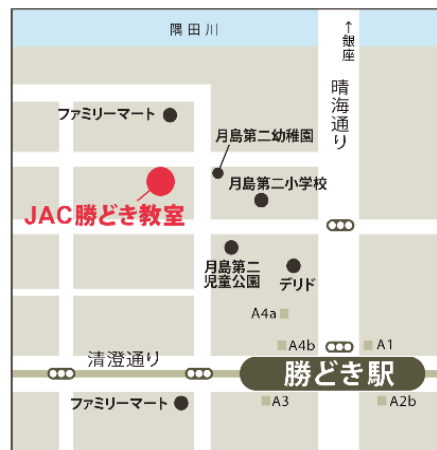 隅田川
↑銀座
晴海通り
ファミリーマート
月島第二幼稚園
月島第二小学校
JAC勝どき教室
月島第二
児童公園
デリド
A4a
A4b
A1
清澄通り
勝どき駅
ファミリーマート
A3
A2b